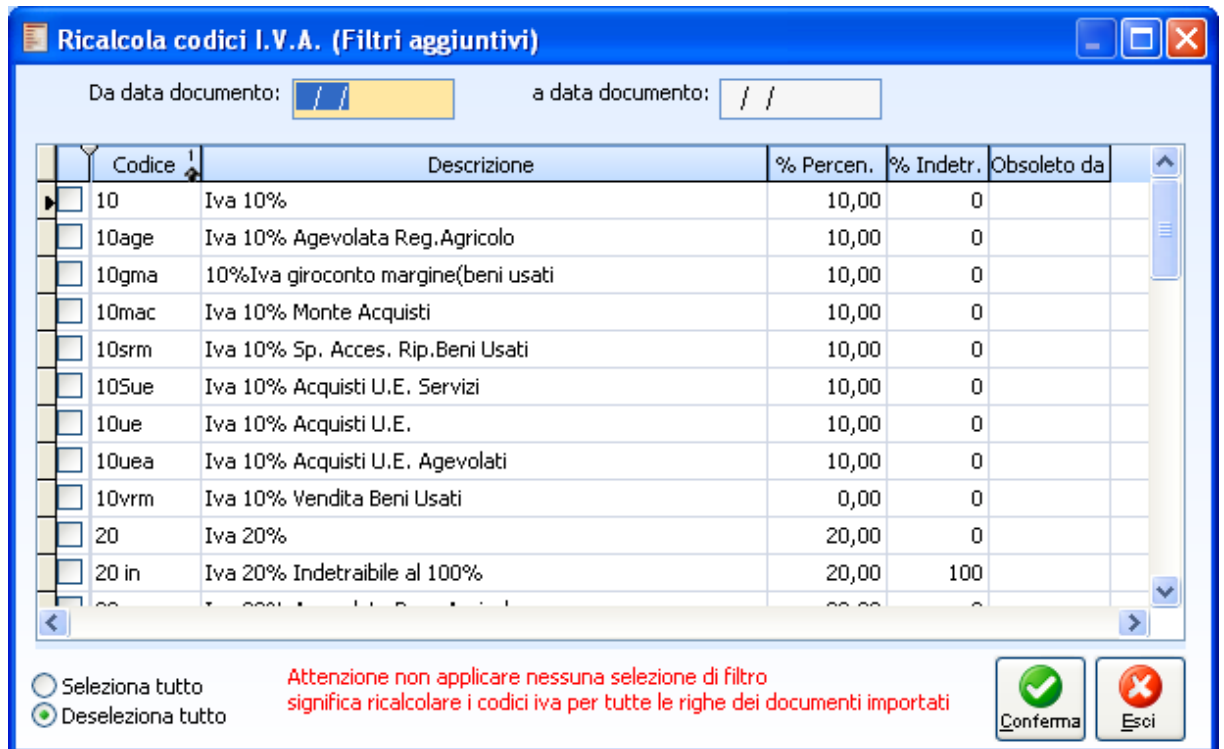 Ricalcola codici I.V.A. (Filtri aggiuntivi)
Da data documento: / / a data documento: / /
Codice 1 Descrizione % Percen. % Indetr. Obsoleto da
10 Iva 10% 10,00 0
10age Iva 10% Agevolata Reg.Agricolo 10,00 0
10gma 10%Iva giroconto margine(beni usati 10,00 0
10mac Iva 10% Monte Acquisti 10,00 0
10srm Iva 10% Sp. Acces. Rip.Beni Usati 10,00 0
10Sue Iva 10% Acquisti U.E. Servizi 10,00 0
10ue Iva 10% Acquisti U.E. 10,00 0
10uea Iva 10% Acquisti U.E. Agevolati 10,00 0
10vrm Iva 10% Vendita Beni Usati 0,00 0
20 Iva 20% 20,00 0
20 in Iva 20% Indetraibile al 100% 20,00 100
Seleziona tutto
Deseleziona tutto
Attenzione non applicare nessuna selezione di filtro
significa ricalcolare i codici iva per tutte le righe dei documenti importati
Conferma Esci